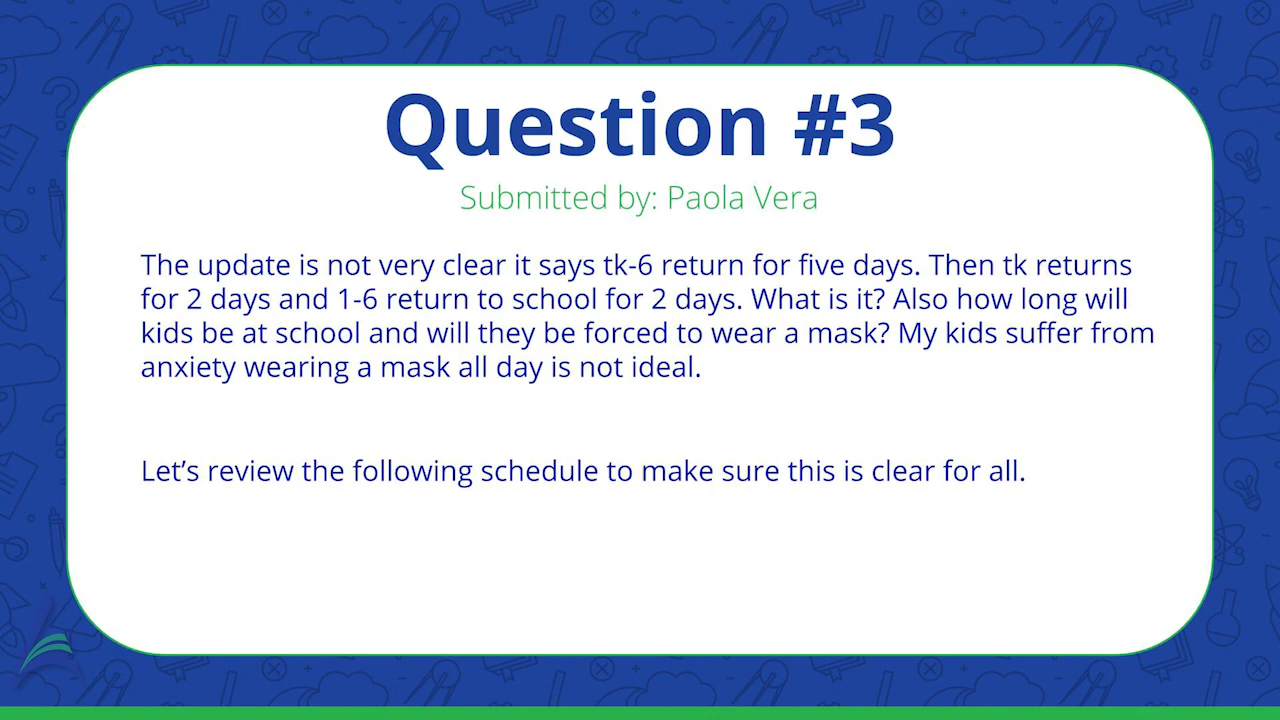 Question #3
Submitted by: Paola Vera
The update is not very clear it says tk-6 return for five days. Then tk returns
for 2 days and 1-6 return to school for 2 days. What is it? Also how long will
kids be at school and will they be forced to wear a mask? My kids suffer from
anxiety wearing a mask all day is not ideal.
Let’s review the following schedule to make sure this is clear for all.